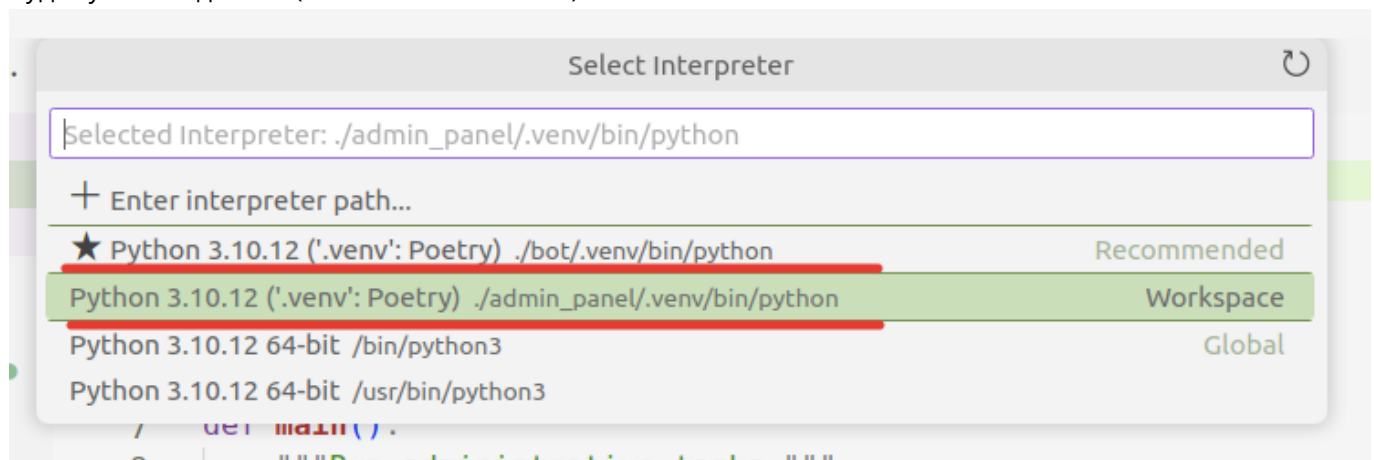 Select Interpreter
Selected Interpreter: ./admin_panel/.venv/bin/python
+ Enter interpreter path...
★ Python 3.10.12 ('.venv': Poetry) ./bot/.venv/bin/python Recommended
Python 3.10.12 ('.venv': Poetry) ./admin_panel/.venv/bin/python Workspace
Python 3.10.12 64-bit /bin/python3 Global
Python 3.10.12 64-bit /usr/bin/python3
def main():